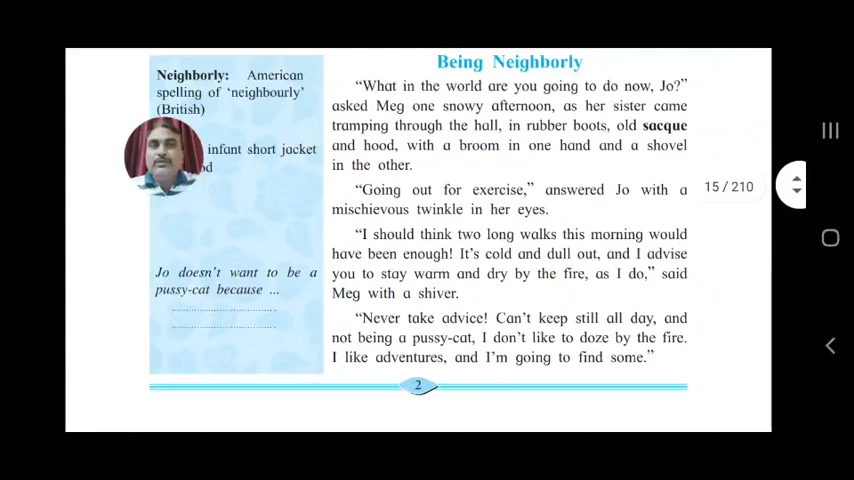 Being Neighborly
Neighborly: American
spelling of ‘neighbourly’
(British)
infant short jacket
od
Jo doesn’t want to be a
pussy-cat because ...
“What in the world are you going to do now, Jo?”
asked Meg one snowy afternoon, as her sister came
tramping through the hall, in rubber boots, old sacque
and hood, with a broom in one hand and a shovel
in the other.
“Going out for exercise,” answered Jo with a
mischievous twinkle in her eyes.
“I should think two long walks this morning would
have been enough! It’s cold and dull out, and I advise
you to stay warm and dry by the fire, as I do,” said
Meg with a shiver.
“Never take advice! Can’t keep still all day, and
not being a pussy-cat, I don’t like to doze by the fire.
I like adventures, and I’m going to find some.”
2
15 / 210